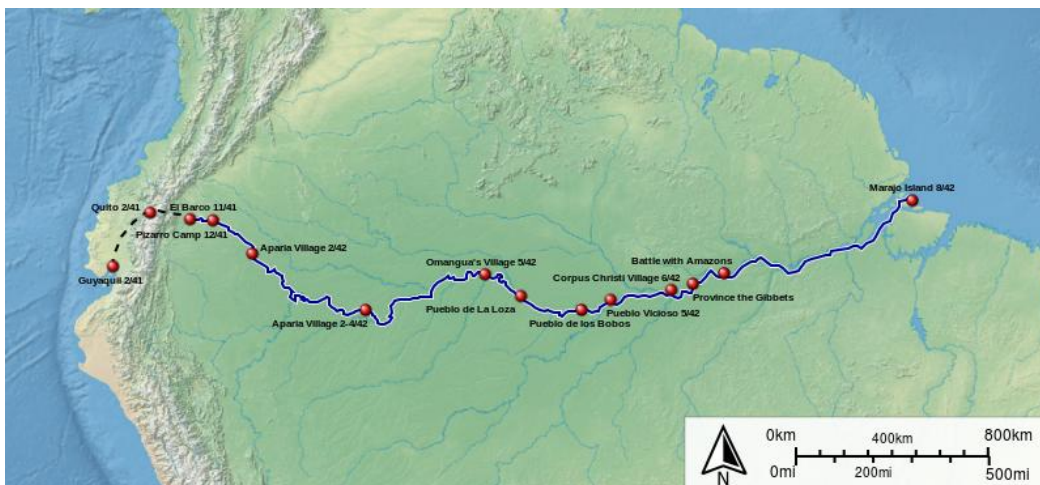 Marajo Island 8/42
Quito 2/41
El Barco 11/41
Pizarro Camp 12/41
Aparia Village 2/42
Guyaquil 2/41
Omangua's Village 5/42
Battle with Amazons
Corpus Christi Village 6/42
Province the Gibbets
Pueblo de La Loza
Pueblo Vicioso 5/42
Aparia Village 2-4/42
Pueblo de los Bobos
0km 400km 800km
0mi 200mi 500mi
N